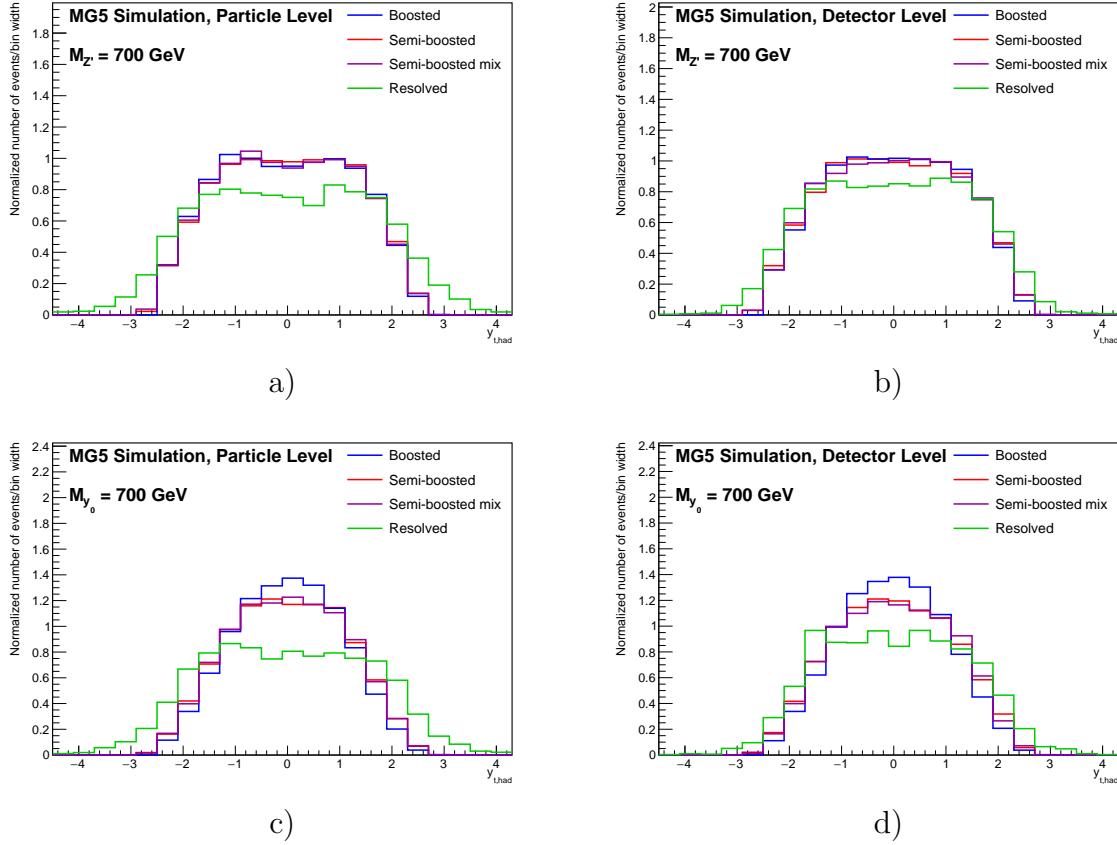 MG5 Simulation, Particle Level
M_Z' = 700 GeV
Boosted
Semi-boosted
Semi-boosted mix
Resolved
Normalized number of events/bin width
0 0.2 0.4 0.6 0.8 1 1.2 1.4 1.6 1.8
−4 −3 −2 −1 0 1 2 3 4
y_t,had
a)
MG5 Simulation, Detector Level
M_Z' = 700 GeV
Boosted
Semi-boosted
Semi-boosted mix
Resolved
Normalized number of events/bin width
0 0.2 0.4 0.6 0.8 1 1.2 1.4 1.6 1.8 2
−4 −3 −2 −1 0 1 2 3 4
y_t,had
b)
MG5 Simulation, Particle Level
M_y_0 = 700 GeV
Boosted
Semi-boosted
Semi-boosted mix
Resolved
Normalized number of events/bin width
0 0.2 0.4 0.6 0.8 1 1.2 1.4 1.6 1.8 2 2.2 2.4
−4 −3 −2 −1 0 1 2 3 4
y_t,had
c)
MG5 Simulation, Detector Level
M_y_0 = 700 GeV
Boosted
Semi-boosted
Semi-boosted mix
Resolved
Normalized number of events/bin width
0 0.2 0.4 0.6 0.8 1 1.2 1.4 1.6 1.8 2 2.2 2.4
−4 −3 −2 −1 0 1 2 3 4
y_t,had
d)